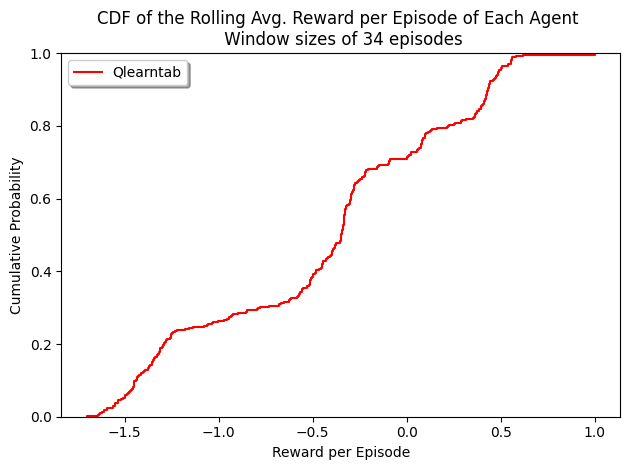 CDF of the Rolling Avg. Reward per Episode of Each Agent
Window sizes of 34 episodes
Qlearntab
Cumulative Probability
1.0
0.8
0.6
0.4
0.2
0.0
−1.5
−1.0
−0.5
0.0
0.5
1.0
Reward per Episode